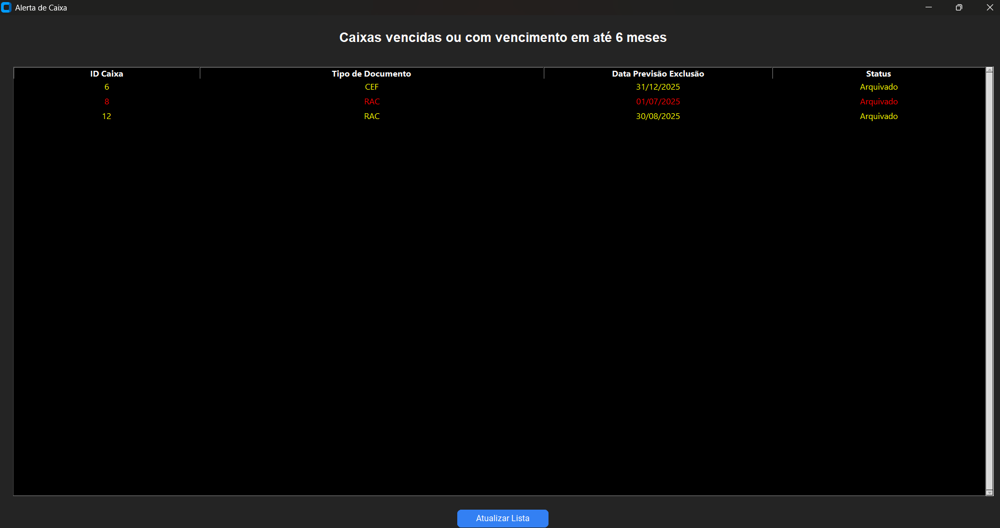 Alerta de Caixa
Caixas vencidas ou com vencimento em até 6 meses
ID Caixa Tipo de Documento Data Previsão Exclusão Status
6 CEF 31/12/2025 Arquivado
8 RAC 01/07/2025 Arquivado
12 RAC 30/08/2025 Arquivado
Atualizar Lista